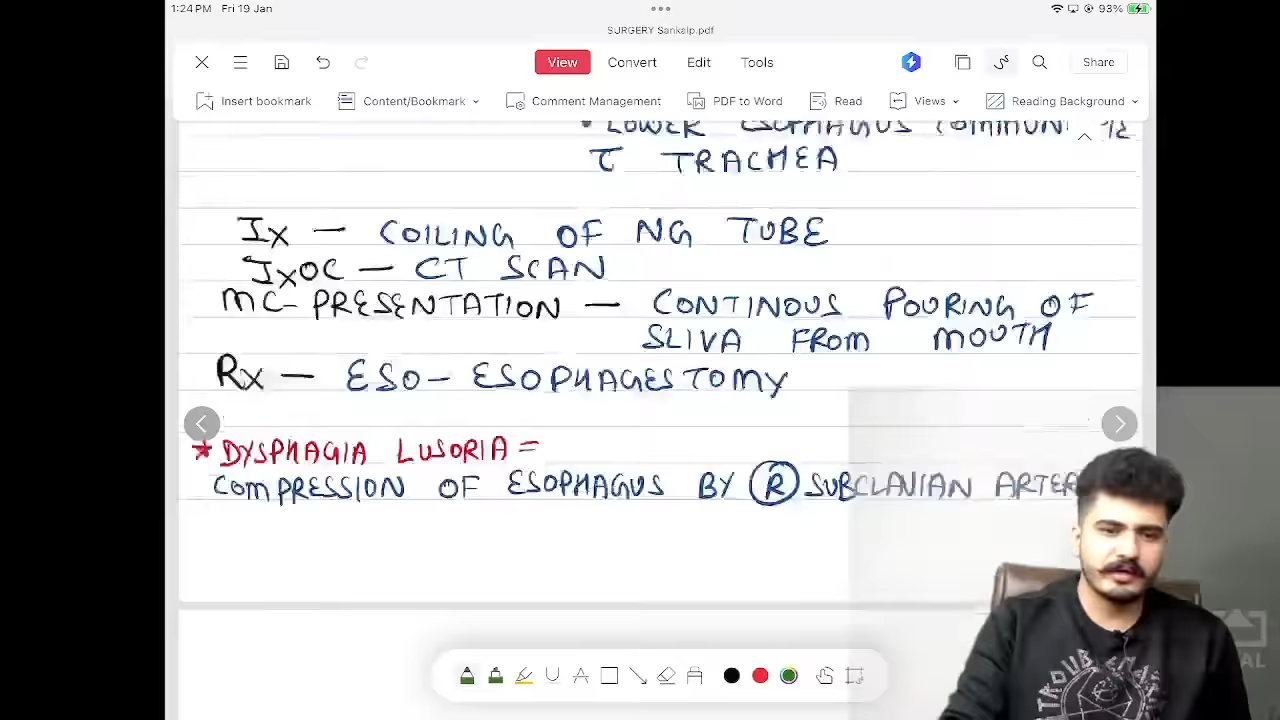 1:24 PM Fri 19 Jan
93%
SURGERY Sankalp.pdf
View Convert Edit Tools Share
Insert bookmark Content/Bookmark Comment Management PDF to Word Read Views Reading Background
• LOWER ESOPHAGUS
T TRACHEA
Ix — COILING OF NG TUBE
IxOC — CT SCAN
MC-PRESENTATION — CONTINOUS POURING OF
SLIVA FROM MOUTH
Rx — ESO-ESOPHAGESTOMY
* DYSPHAGIA LUSORIA =
COMPRESSION OF ESOPHAGUS BY R SUBCLAVIAN ARTER